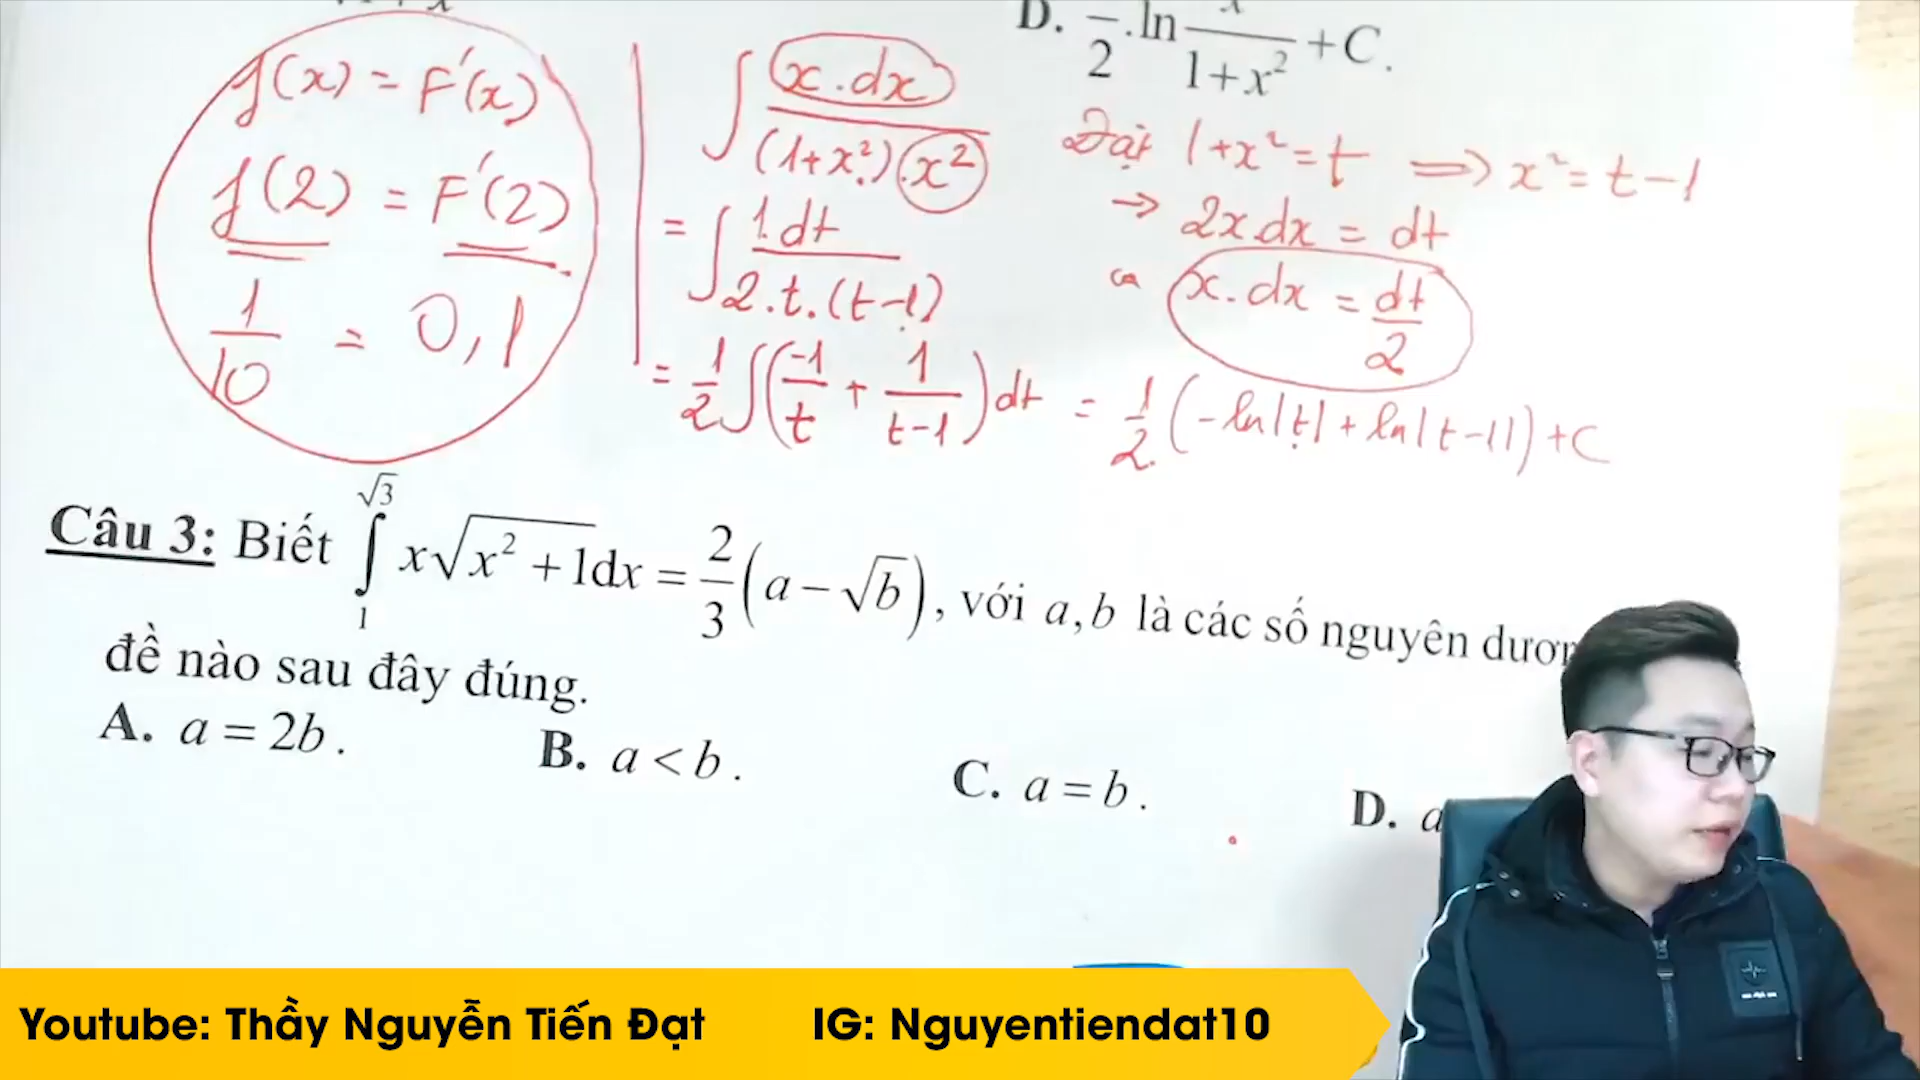 D. -/2 .ln x/(1+x²) +C.
f(x) = F'(x)
f(2) = F'(2)
1/10 = 0,1
∫ x.dx/((1+x²).x²)
= ∫ 1.dt/(2.t.(t-1))
= 1/2 ∫(-1/t + 1/(t-1))dt = 1/2 (-ln|t| + ln|t-1|) +C
Đặt 1+x² = t ⟹ x² = t-1
→ 2x.dx = dt
x.dx = dt/2
Câu 3: Biết ∫₁^√3 x√(x²+1)dx = 2/3(a-√b), với a,b là các số nguyên
đề nào sau đây đúng.
A. a = 2b.
B. a < b.
C. a = b.
D.
Youtube: Thầy Nguyễn Tiến Đạt
IG: Nguyentiendat10